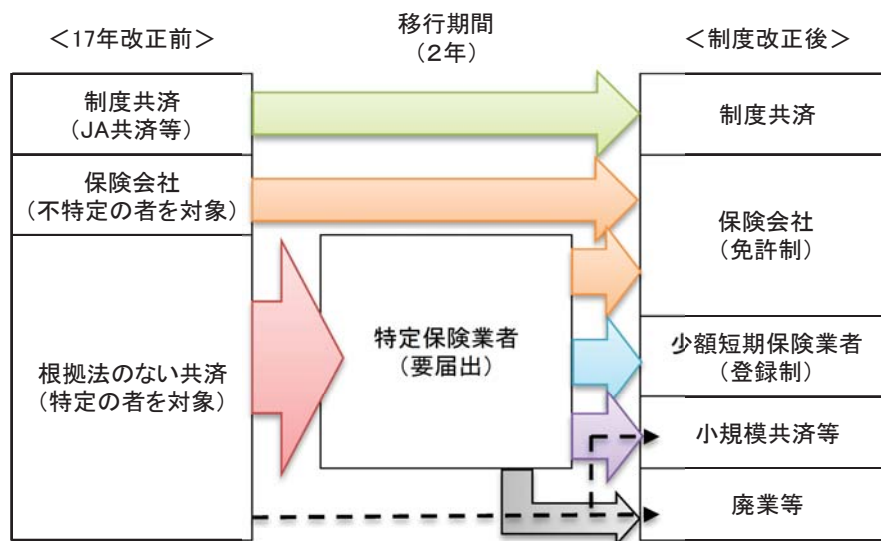 ＜17年改正前＞
移行期間
（２年）
＜制度改正後＞
制度共済
（JA共済等）
制度共済
保険会社
（不特定の者を対象）
保険会社
（免許制）
根拠法のない共済
（特定の者を対象）
特定保険業者
（要届出）
少額短期保険業者
（登録制）
小規模共済等
廃業等